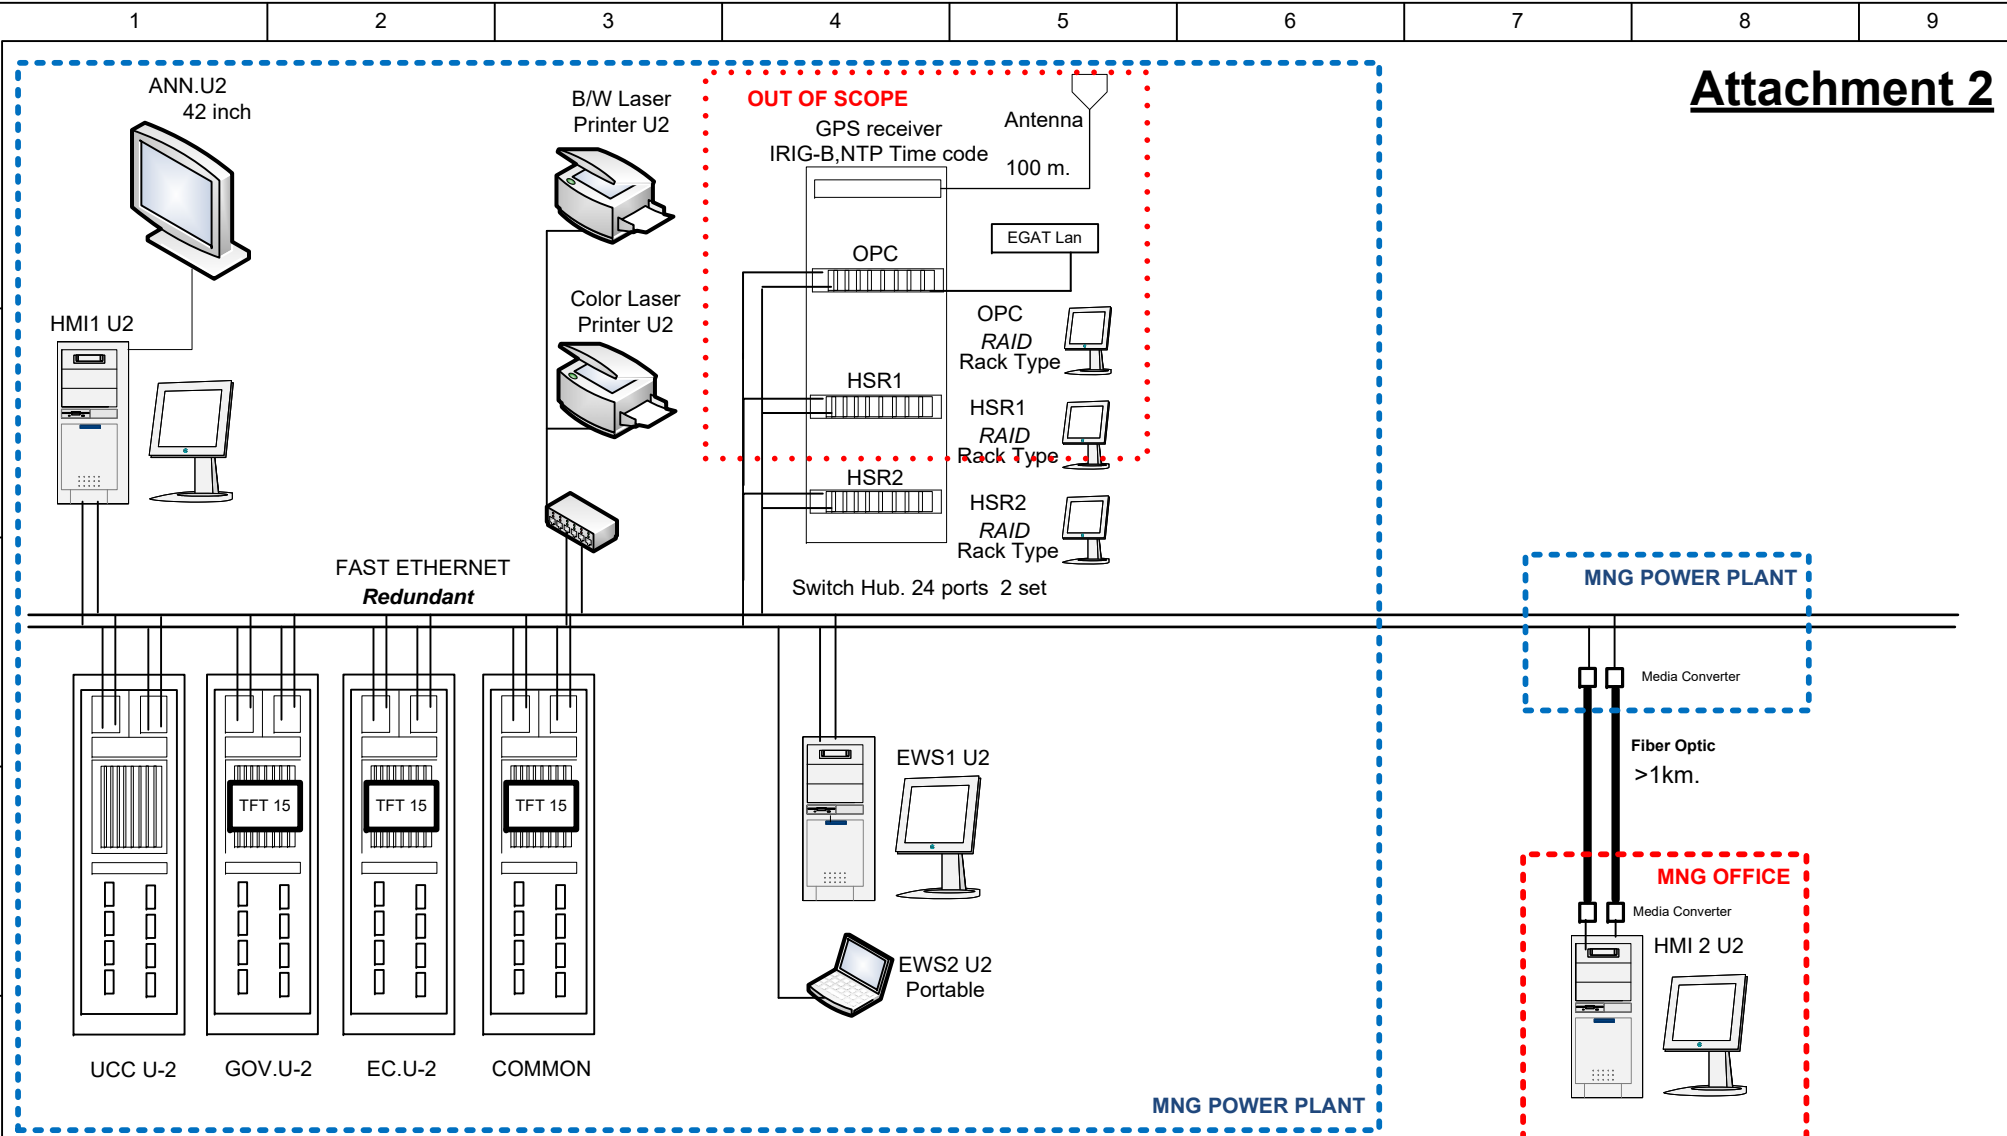 1 2 3 4 5 6 7 8 9
Attachment 2
ANN.U2
42 inch
B/W Laser
Printer U2
OUT OF SCOPE
GPS receiver
IRIG-B,NTP Time code
Antenna
100 m.
EGAT Lan
OPC
OPC
RAID
Rack Type
HMI1 U2
Color Laser
Printer U2
HSR1
HSR1
RAID
Rack Type
HSR2
HSR2
RAID
Rack Type
FAST ETHERNET
Redundant
Switch Hub. 24 ports 2 set
MNG POWER PLANT
Media Converter
Fiber Optic
>1km.
TFT 15
TFT 15
TFT 15
EWS1 U2
MNG OFFICE
Media Converter
HMI 2 U2
EWS2 U2
Portable
UCC U-2
GOV.U-2
EC.U-2
COMMON
MNG POWER PLANT